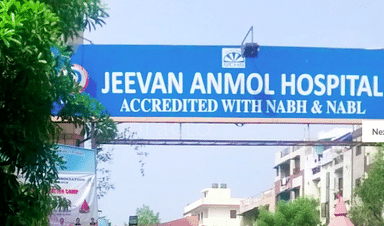 JEEVAN ANMOL HOSPITAL
ACCREDITED WITH NABH & NABL